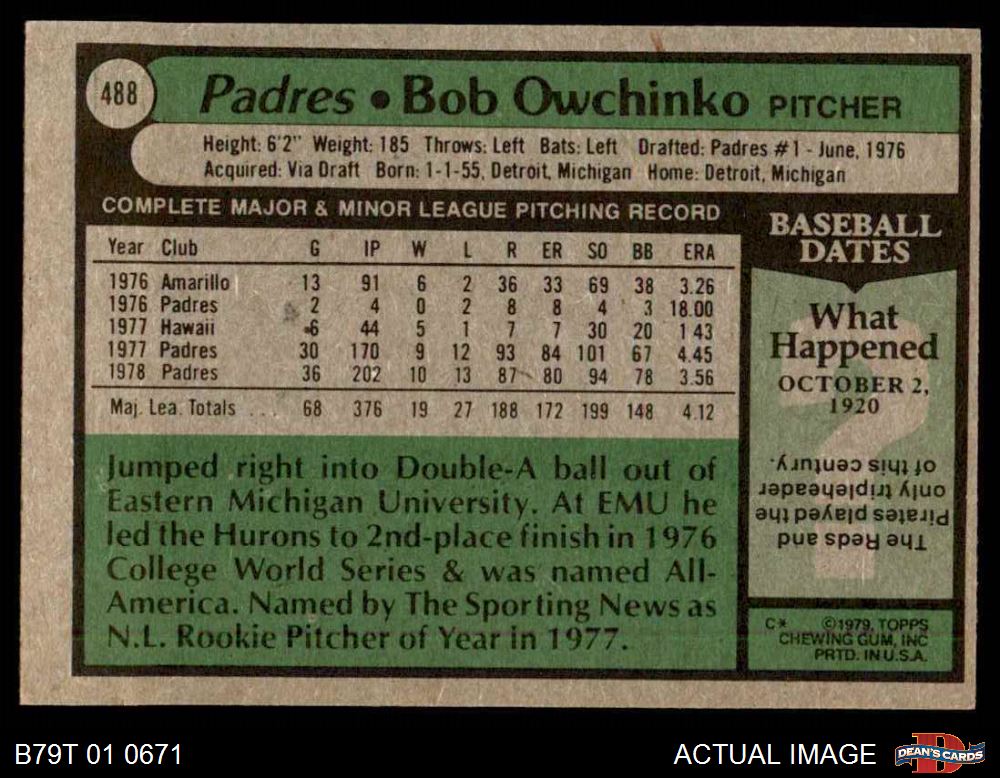 488
Padres • Bob Owchinko PITCHER
Height: 6'2" Weight: 185 Throws: Left Bats: Left Drafted: Padres #1 - June, 1976
Acquired: Via Draft Born: 1-1-55, Detroit, Michigan Home: Detroit, Michigan
COMPLETE MAJOR & MINOR LEAGUE PITCHING RECORD
Year Club G IP W L R ER SO BB ERA
1976 Amarillo 13 91 6 2 36 33 69 38 3.26
1976 Padres 2 4 0 2 8 8 4 3 18.00
1977 Hawaii 6 44 5 1 7 7 30 20 1 43
1977 Padres 30 170 9 12 93 84 101 67 4.45
1978 Padres 36 202 10 13 87 80 94 78 3.56
Maj. Lea. Totals ... 68 376 19 27 188 172 199 148 4.12
Jumped right into Double-A ball out of
Eastern Michigan University. At EMU he
led the Hurons to 2nd-place finish in 1976
College World Series & was named All-
America. Named by The Sporting News as
N.L. Rookie Pitcher of Year in 1977.
BASEBALL
DATES
What
Happened
OCTOBER 2,
1920
The Reds and
Pirates played the
only tripleheader
of this century.
C* ©1979, TOPPS
CHEWING GUM, INC
PRTD. IN U.S.A.
B79T 01 0671
ACTUAL IMAGE
DEAN'S CARDS